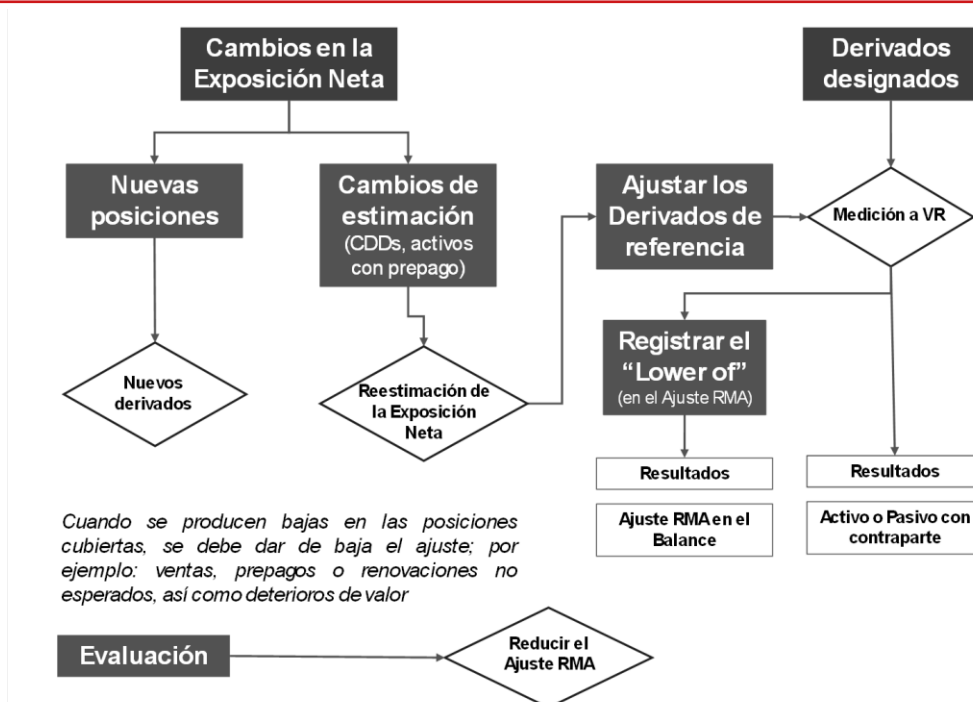 Cambios en la
Exposición Neta
Derivados
designados
Nuevas
posiciones
Cambios de
estimación
(CDDs, activos
con prepago)
Ajustar los
Derivados de
referencia
Medición a VR
Registrar el
“Lower of”
(en el Ajuste RMA)
Nuevos
derivados
Reestimación de
la Exposición
Neta
Resultados
Resultados
Ajuste RMA en el
Balance
Activo o Pasivo con
contraparte
Cuando se producen bajas en las posiciones
cubiertas, se debe dar de baja el ajuste; por
ejemplo: ventas, prepagos o renovaciones no
esperados, así como deterioros de valor
Evaluación
Reducir el
Ajuste RMA